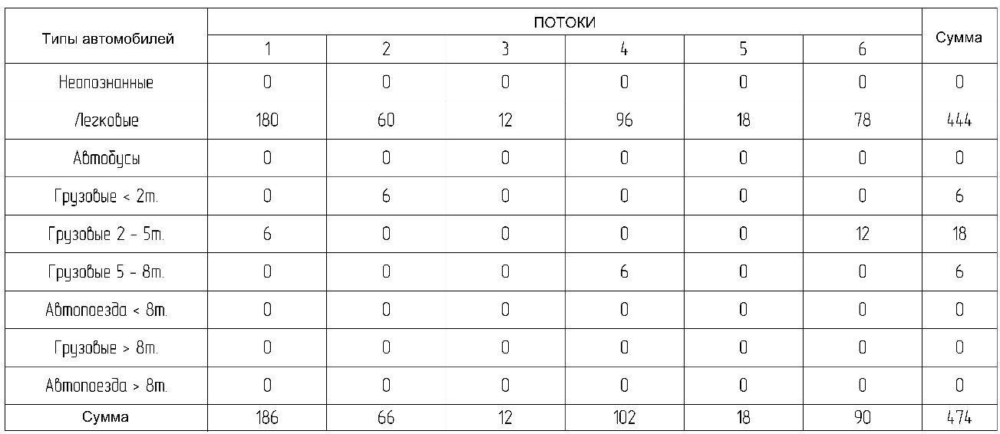 Типы автомобилей ПОТОКИ Сумма
1 2 3 4 5 6
Неопознанные 0 0 0 0 0 0 0
Легковые 180 60 12 96 18 78 444
Автобусы 0 0 0 0 0 0 0
Грузовые < 2т. 0 6 0 0 0 0 6
Грузовые 2 - 5т. 6 0 0 0 0 12 18
Грузовые 5 - 8т. 0 0 0 6 0 0 6
Автопоезда < 8т. 0 0 0 0 0 0 0
Грузовые > 8т. 0 0 0 0 0 0 0
Автопоезда > 8т. 0 0 0 0 0 0 0
Сумма 186 66 12 102 18 90 474